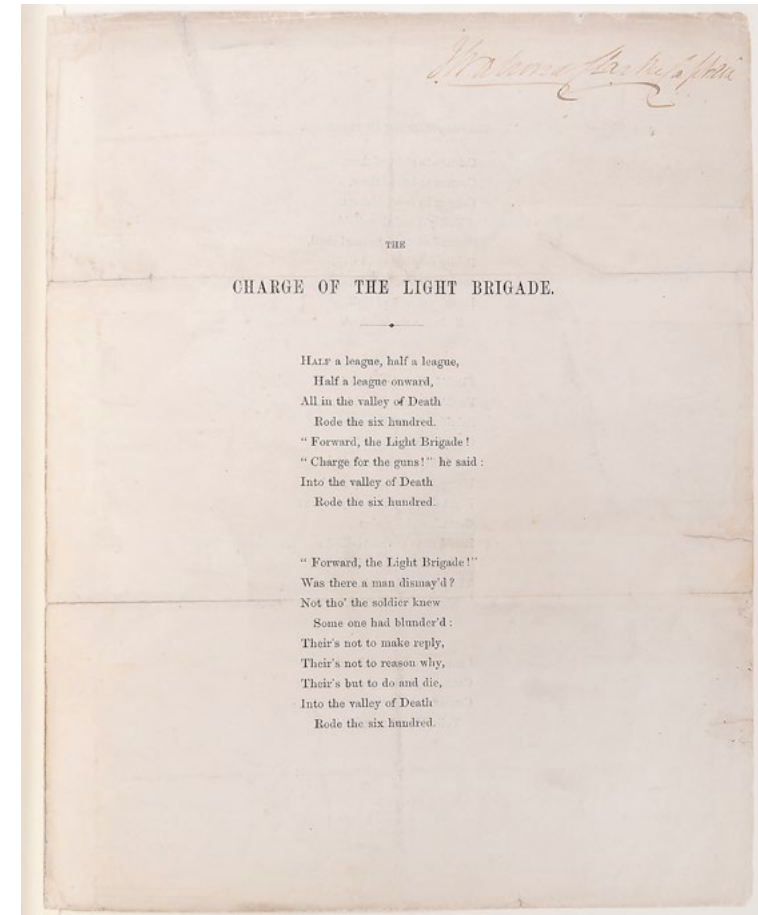 THE
CHARGE OF THE LIGHT BRIGADE.
HALF a league, half a league,
Half a league onward,
All in the valley of Death
Rode the six hundred.
“ Forward, the Light Brigade !
“ Charge for the guns!” he said :
Into the valley of Death
Rode the six hundred.
“ Forward, the Light Brigade !”
Was there a man dismay'd ?
Not tho' the soldier knew
Some one had blunder'd :
Their's not to make reply,
Their's not to reason why,
Their's but to do and die,
Into the valley of Death
Rode the six hundred.